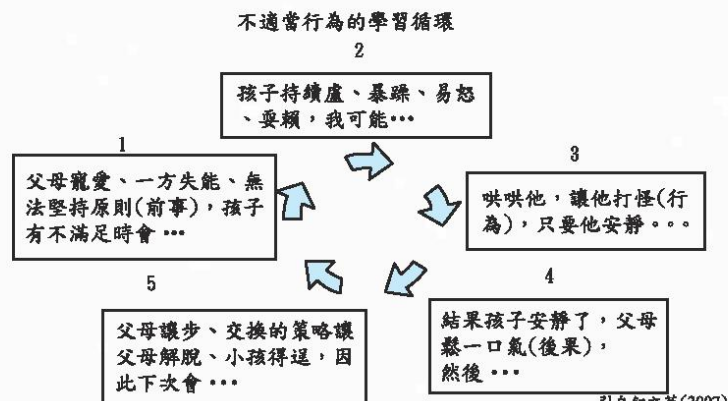 不適當行為的學習循環
1
父母寵愛、一方失能、無
法堅持原則(前事)，孩子
有不滿足時會 •••
2
孩子持續盧、暴躁、易怒
、耍賴，我可能•••
3
哄哄他，讓他打怪(行
為)，只要他安靜。。。
4
結果孩子安靜了，父母
鬆一口氣(後果)，
然後 •••
5
父母讓步、交換的策略讓
父母解脫、小孩得逞，因
此下次會 •••
(2007)